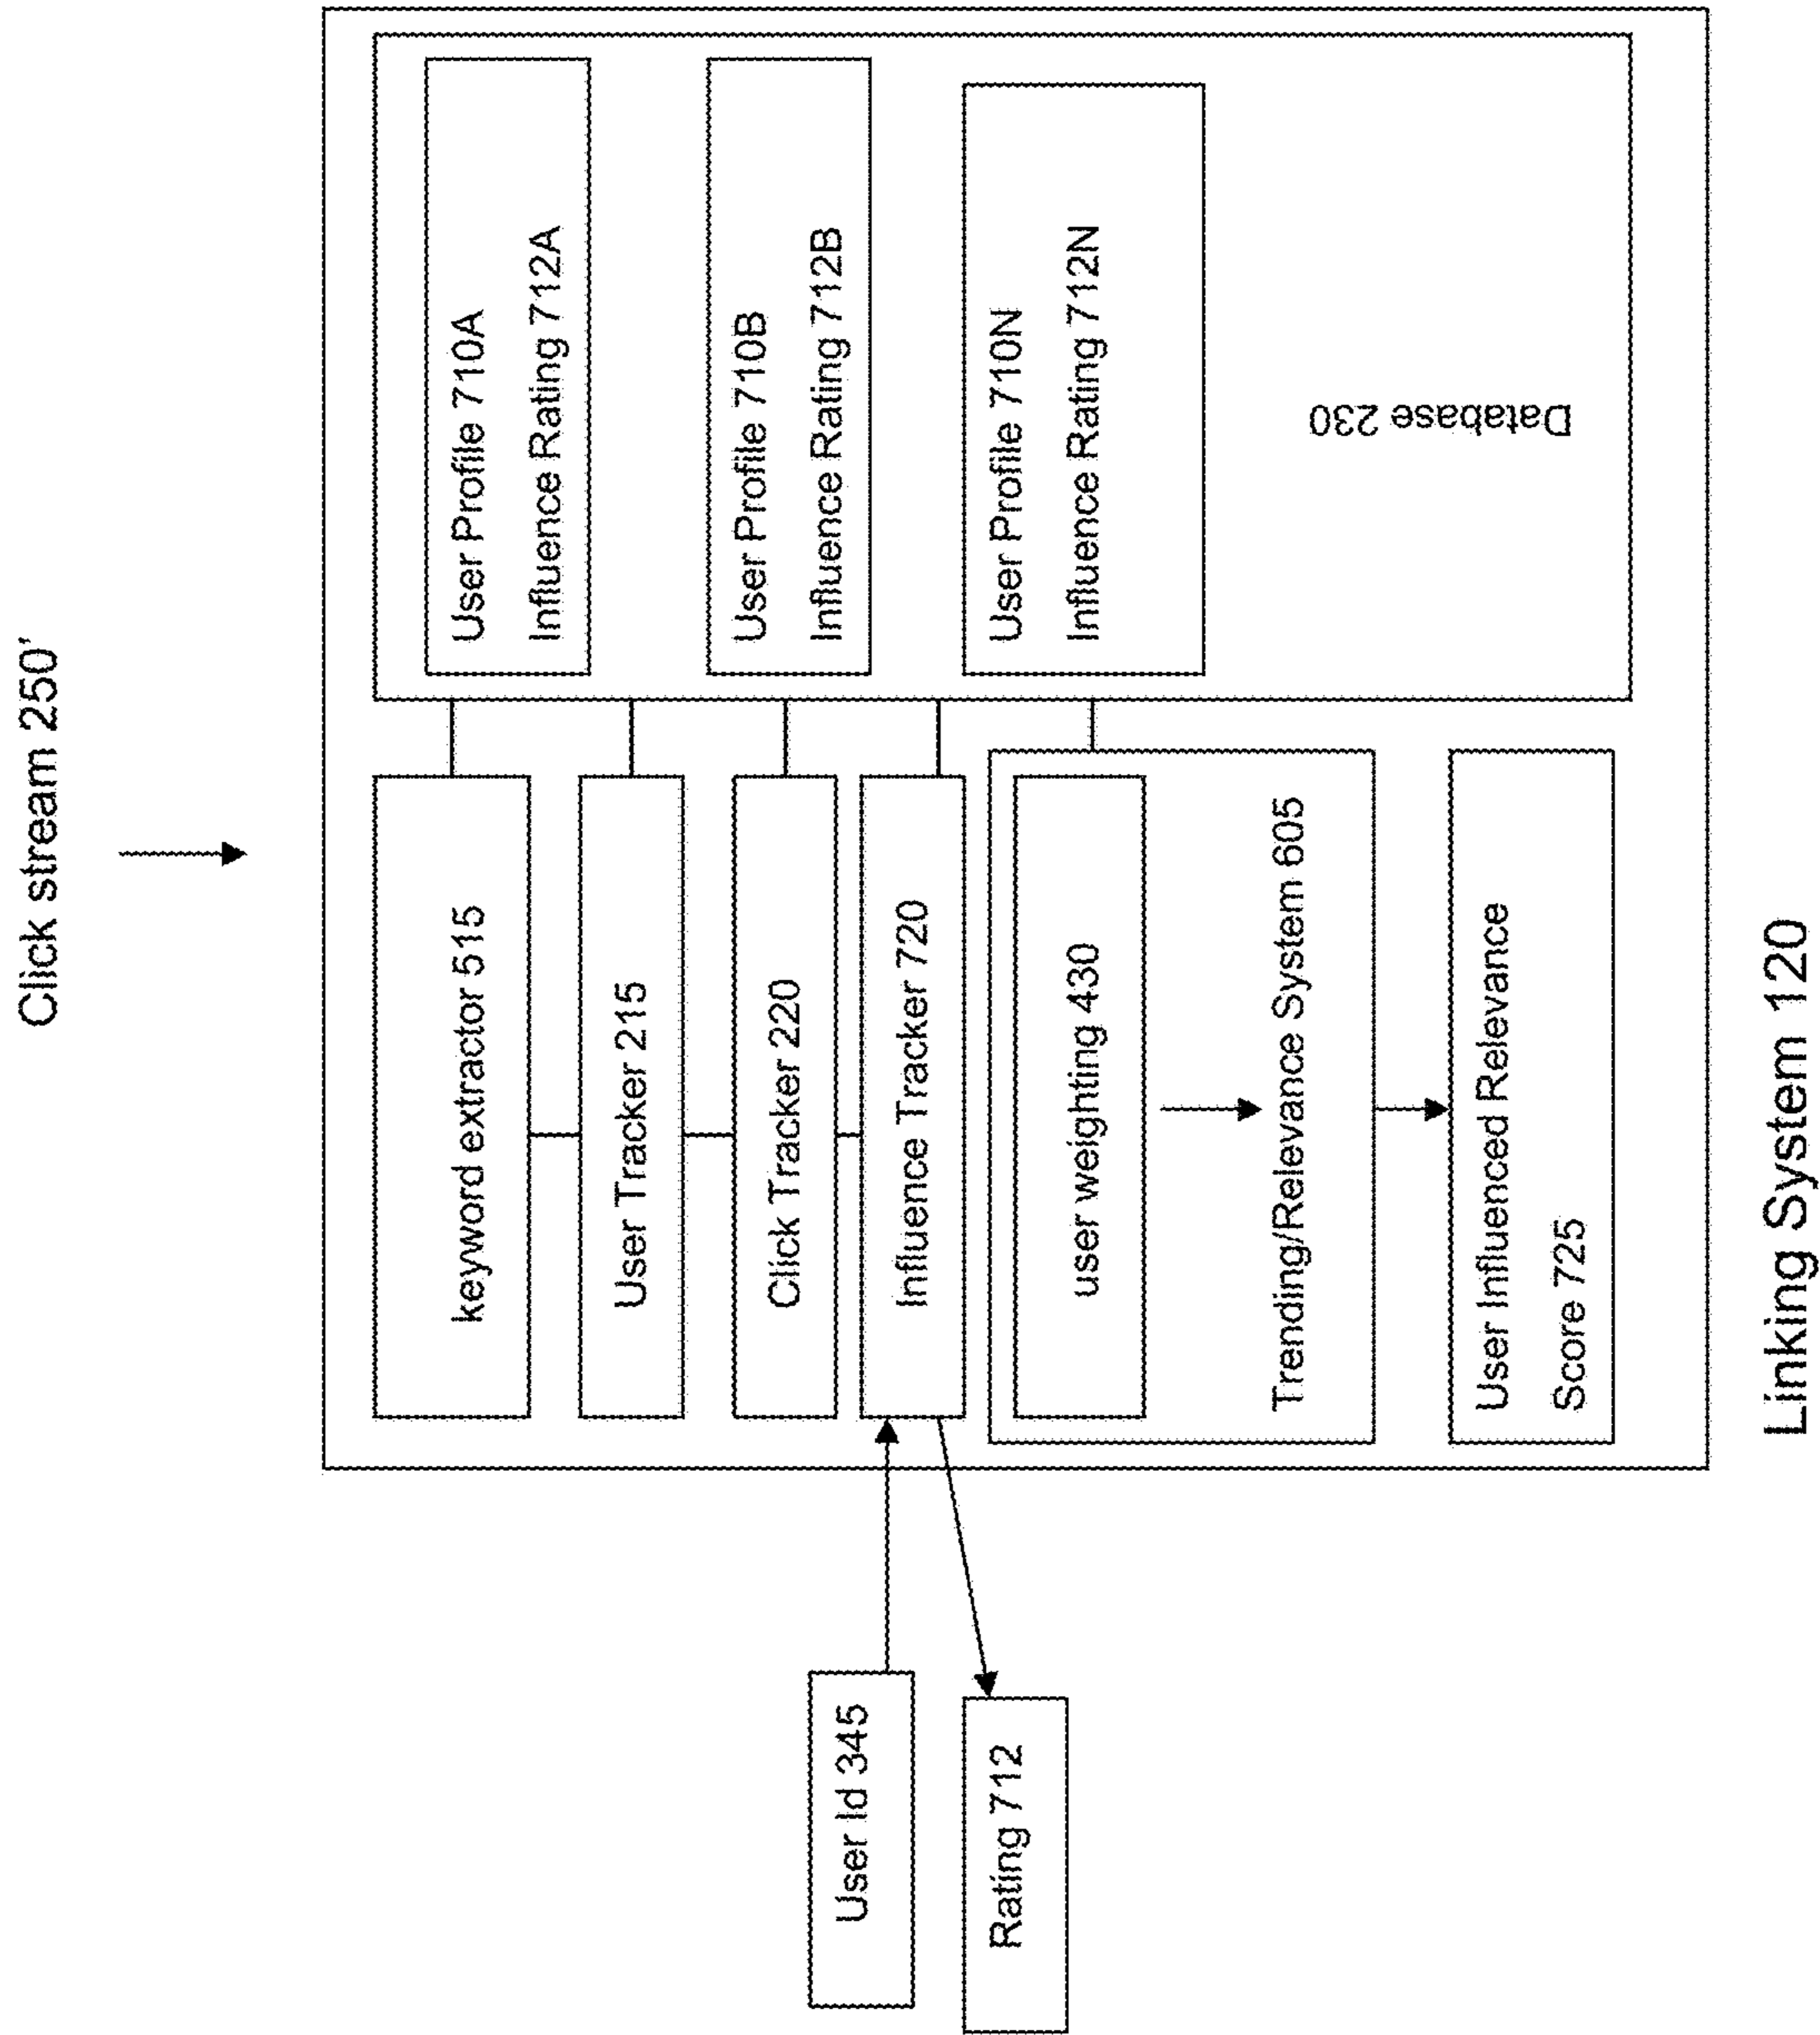 Click stream 250'
keyword extractor 515
User Tracker 215
Click Tracker 220
Influence Tracker 720
user weighting 430
Trending/Relevance System 605
User Influenced Relevance
Score 725
User Profile 710A
Influence Rating 712A
User Profile 710B
Influence Rating 712B
User Profile 710N
Influence Rating 712N
Database 230
User Id 345
Rating 712
Linking System 120